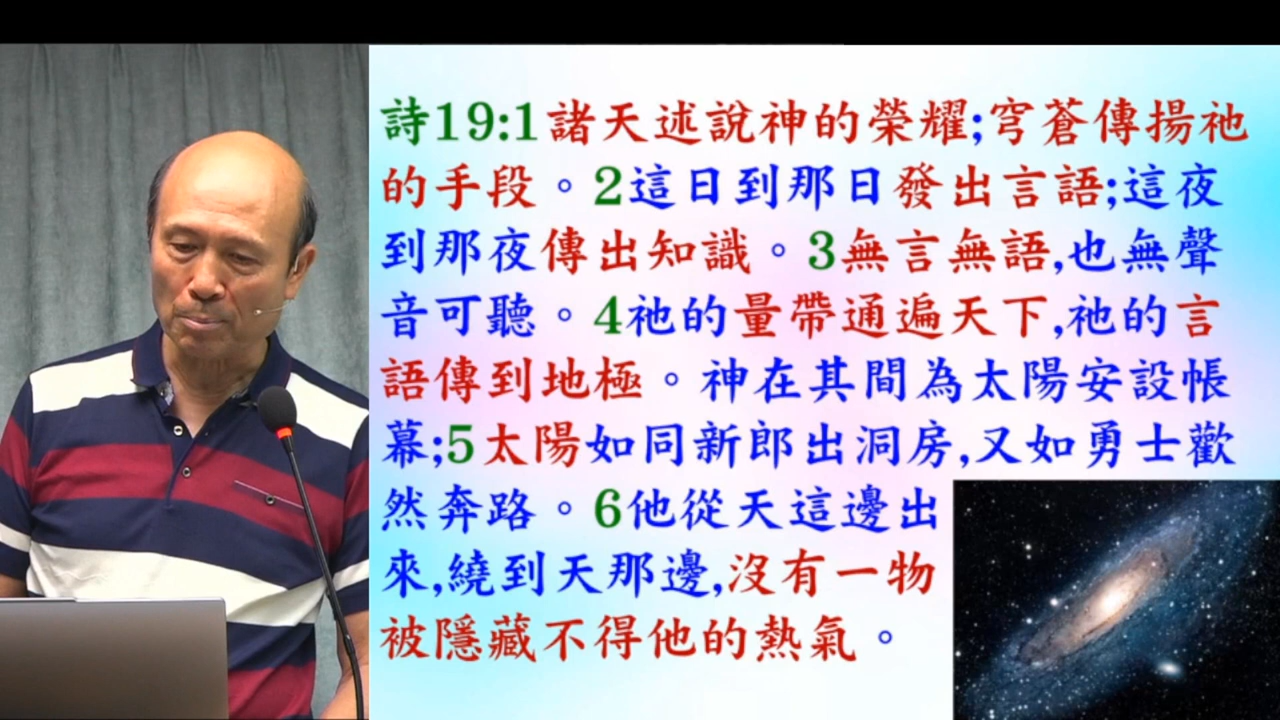 詩19:1諸天述說神的榮耀;穹蒼傳揚祂
的手段。2這日到那日發出言語;這夜
到那夜傳出知識。3無言無語,也無聲
音可聽。4祂的量帶通遍天下,祂的言
語傳到地極。神在其間為太陽安設帳
幕;5太陽如同新郎出洞房,又如勇士歡
然奔路。6他從天這邊出
來,繞到天那邊,沒有一物
被隱藏不得他的熱氣。